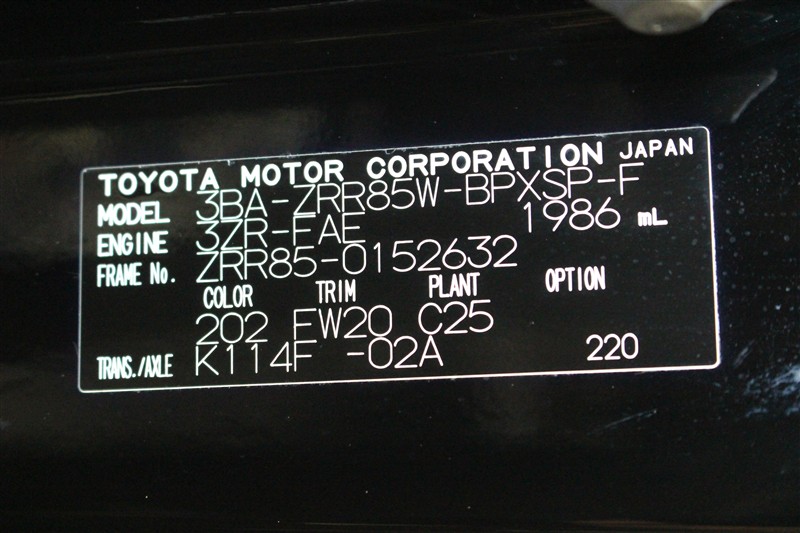 TOYOTA MOTOR CORPORATION JAPAN
MODEL 3BA-ZRR85W-BPXSP-F
ENGINE 3ZR-FAE 1986 mL
FRAME No. ZRR85-0152632
COLOR TRIM PLANT OPTION
202 FW20 C25
TRANS./AXLE K114F -02A 220